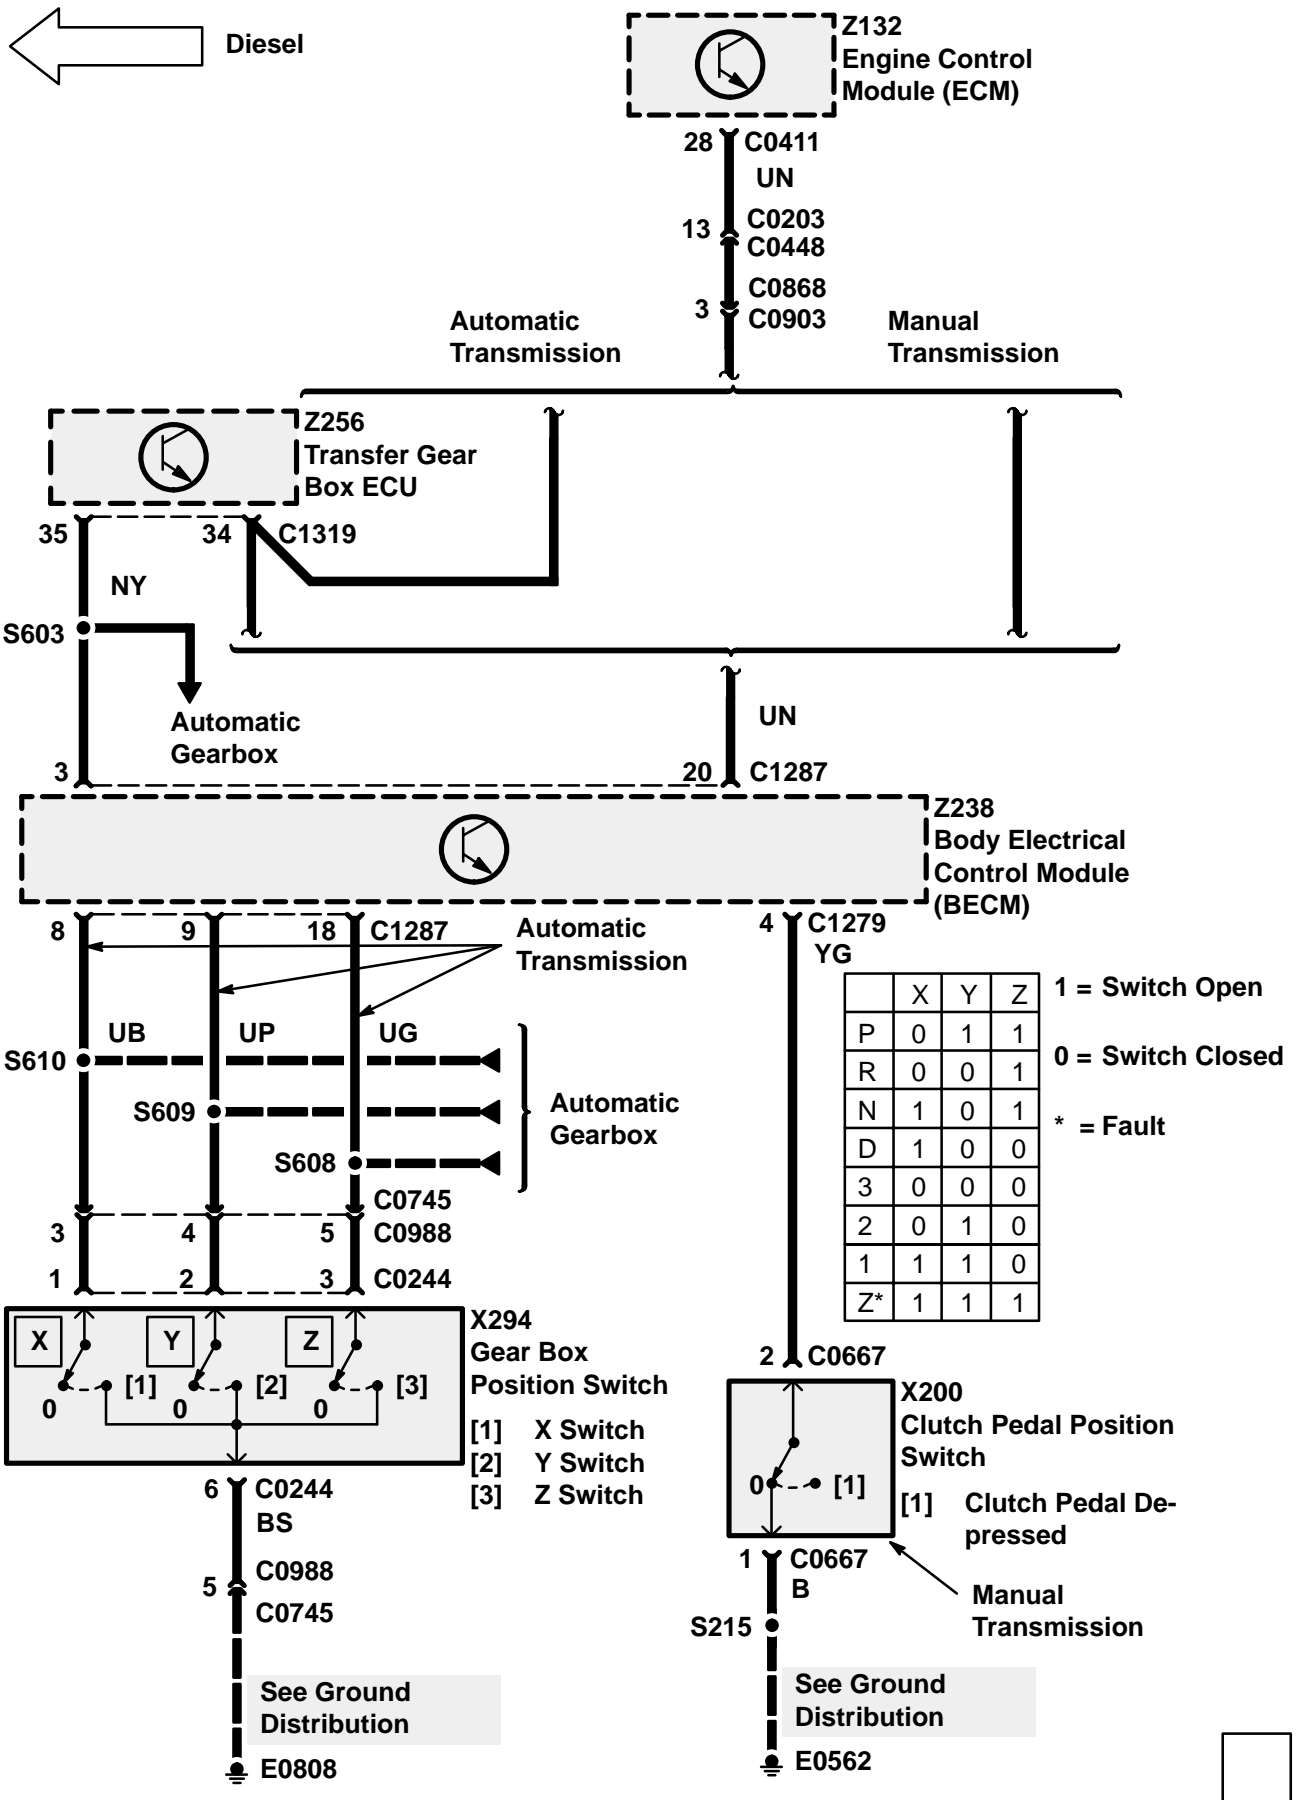 Diesel
Z132
Engine Control
Module (ECM)
28 C0411
UN
13 C0203
C0448
C0868
3 C0903
Automatic
Transmission
Manual
Transmission
Z256
Transfer Gear
Box ECU
35 34 C1319
NY
S603
Automatic
Gearbox
UN
3 20 C1287
Z238
Body Electrical
Control Module
(BECM)
8 9 18 C1287
Automatic
Transmission
4 C1279
YG
X Y Z
P 0 1 1
R 0 0 1
N 1 0 1
D 1 0 0
3 0 0 0
2 0 1 0
1 1 1 0
Z* 1 1 1
1 = Switch Open
0 = Switch Closed
* = Fault
UB UP UG
S610
S609
S608
Automatic
Gearbox
C0745
3 4 5 C0988
1 2 3 C0244
X Y Z
[1] [2] [3]
0 0 0
X294
Gear Box
Position Switch
[1] X Switch
[2] Y Switch
[3] Z Switch
2 C0667
X200
Clutch Pedal Position
Switch
0 [1]
[1] Clutch Pedal De-
pressed
6 C0244
BS
C0988
5
C0745
See Ground
Distribution
E0808
1 C0667
B
Manual
Transmission
S215
See Ground
Distribution
E0562